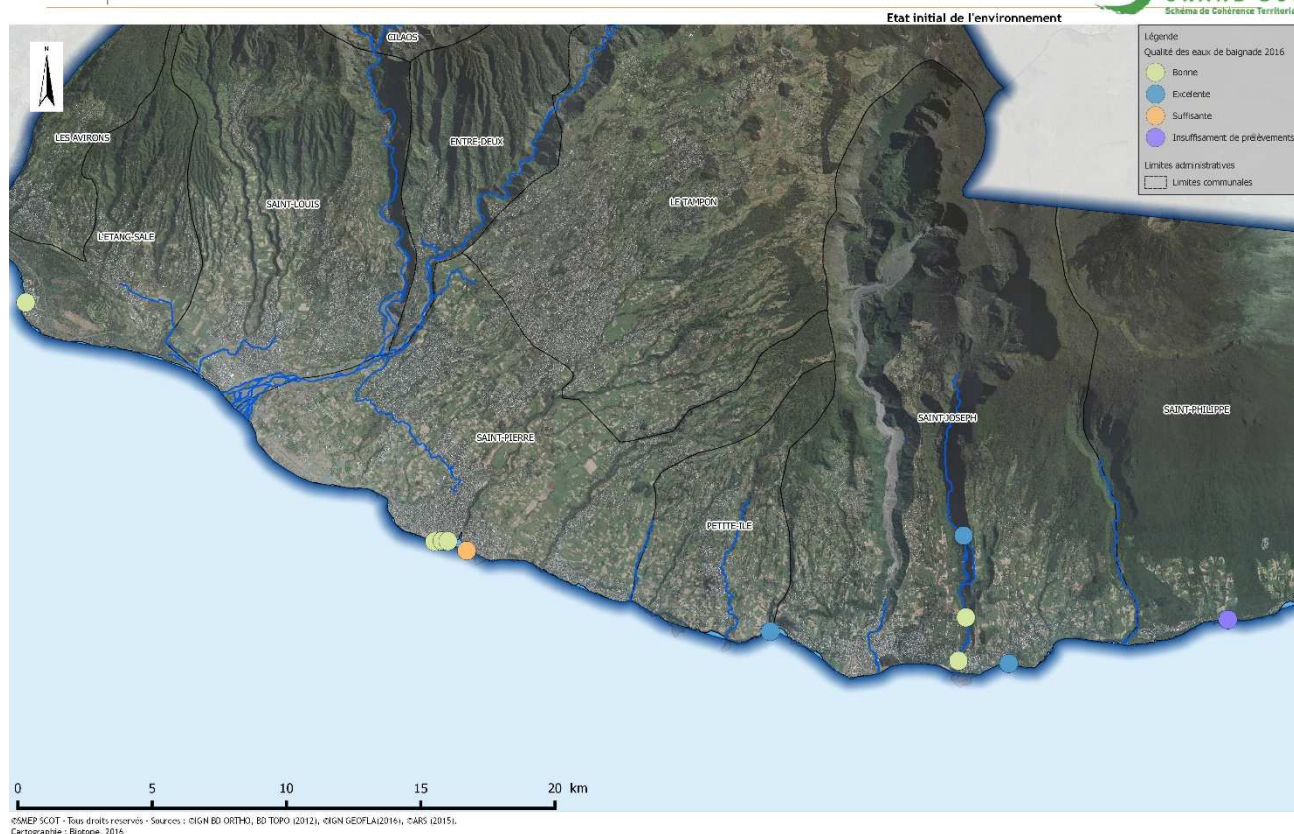 Schéma de Cohérence Territoria
Etat initial de l'environnement
N
Légende
Qualité des eaux de baignade 2016
Bonne
Excelente
Suffisante
Insuffisament de prélèvements
Limites administratives
Limites communales
CILAOS
LES AVIRONS
ENTRE-DEUX
SAINT-LOUIS
LE TAMPON
L'ETANG-SALE
SAINT-JOSEPH
SAINT-PHILIPPE
SAINT-PIERRE
PETITE-ILE
0 5 10 15 20 km
©SMEP SCOT - Tous droits reservés - Sources : ©IGN BD ORTHO, BD TOPO (2012), ©IGN GEOFLA(2016), ©ARS (2015).
Cartographie : Biotope, 2016